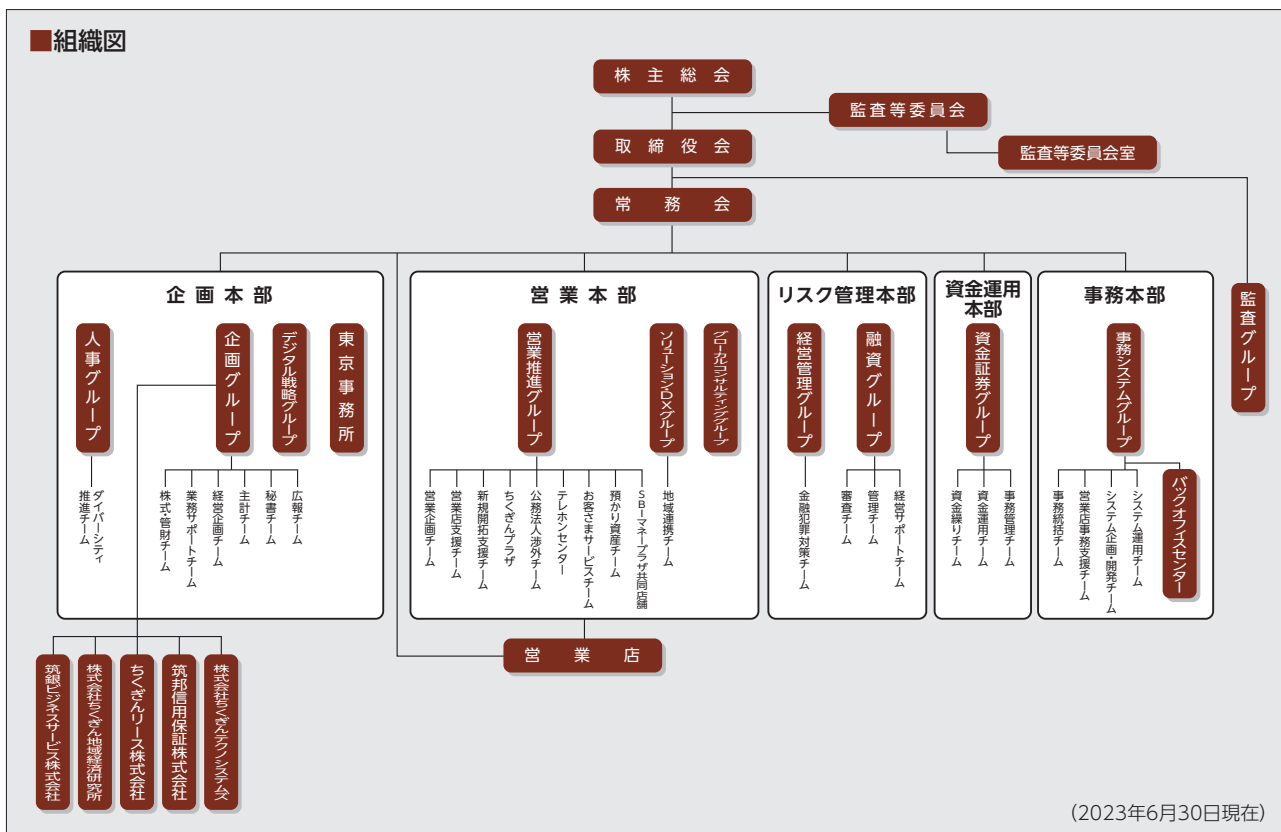 ■組織図
株主総会
監査等委員会
取締役会
監査等委員会室
常務会
企画本部
人事グループ
ダイバーシティ
推進チーム
企画グループ
株式・管財チーム
業務サポートチーム
経営企画チーム
主計チーム
秘書チーム
広報チーム
デジタル戦略グループ
東京事務所
営業本部
営業推進グループ
営業企画チーム
営業店支援チーム
新規開拓支援チーム
ちくぎんプラザ
公務法人渉外チーム
テレホンセンター
お客さまサービスチーム
預かり資産チーム
SBIマネープラザ共同店舗
ソリューション・DXグループ
地域連携チーム
グローカルコンサルティンググループ
リスク管理本部
経営管理グループ
金融犯罪対策チーム
融資グループ
審査チーム
管理チーム
経営サポートチーム
資金運用
本部
資金証券グループ
資金繰りチーム
資金運用チーム
事務管理チーム
事務本部
事務システムグループ
事務統括チーム
営業店事務支援チーム
システム企画・開発チーム
システム運用チーム
バックオフィスセンター
監査グループ
営業店
筑銀ビジネスサービス株式会社
株式会社ちくぎん地域経済研究所
ちくぎんリース株式会社
筑邦信用保証株式会社
株式会社ちくぎんテクノシステムズ
(2023年6月30日現在)